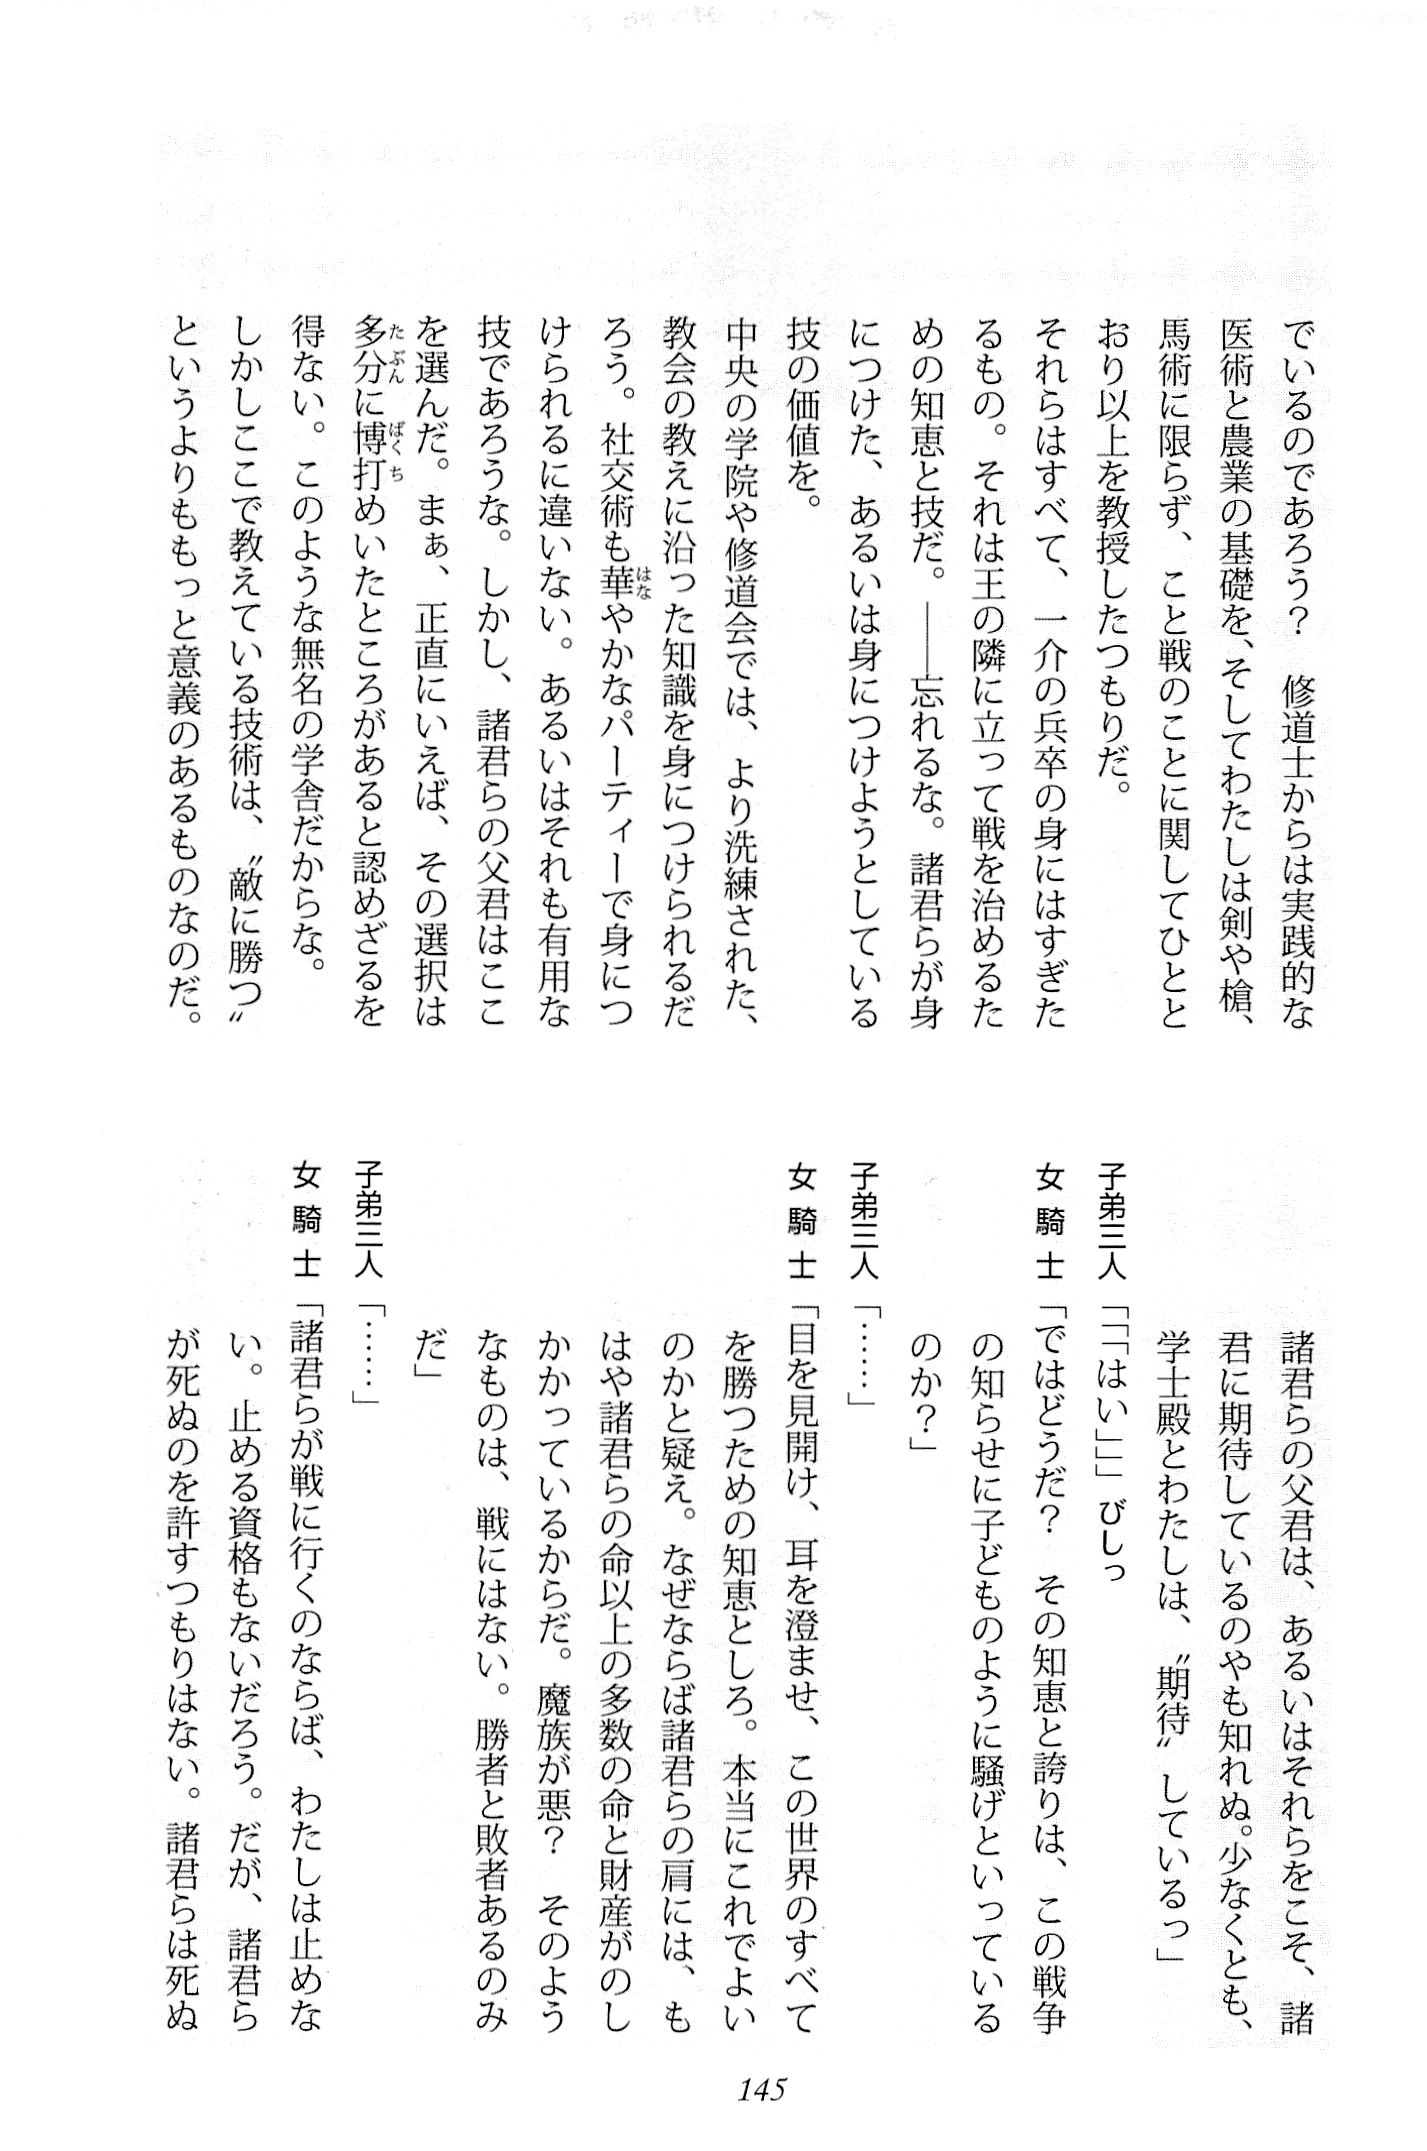 でいるのであろう？　修道士からは実践的な
医術と農業の基礎を、そしてわたしは剣や槍、
馬術に限らず、こと戦のことに関してひとと
おり以上を教授したつもりだ。
それらはすべて、一介の兵卒の身にはすぎた
るもの。それは王の隣に立って戦を治めるた
めの知恵と技だ。――忘れるな。諸君らが身
につけた、あるいは身につけようとしている
技の価値を。
中央の学院や修道会では、より洗練された、
教会の教えに沿った知識を身につけられるだ
ろう。社交術も華やかなパーティーで身につ
けられるに違いない。あるいはそれも有用な
技であろうな。しかし、諸君らの父君はここ
を選んだ。まぁ、正直にいえば、その選択は
多分に博打めいたところがあると認めざるを
得ない。このような無名の学舎だからな。
しかしここで教えている技術は、〝敵に勝つ〟
というよりももっと意義のあるものなのだ。
諸君らの父君は、あるいはそれらをこそ、諸
君に期待しているのやも知れぬ。少なくとも、
学士殿とわたしは、〝期待〟しているっ」
子弟三人「「「はい」」」びしっ
女騎士「ではどうだ？　その知恵と誇りは、この戦争
の知らせに子どものように騒げといっている
のか？」
子弟三人「……」
女騎士「目を見開け、耳を澄ませ、この世界のすべて
を勝つための知恵としろ。本当にこれでよい
のかと疑え。なぜならば諸君らの肩には、も
はや諸君らの命以上の多数の命と財産がのし
かかっているからだ。魔族が悪？　そのよう
なものは、戦にはない。勝者と敗者あるのみ
だ」
子弟三人「……」
女騎士「諸君らが戦に行くのならば、わたしは止めな
い。止める資格もないだろう。だが、諸君ら
が死ぬのを許すつもりはない。諸君らは死ぬ
145